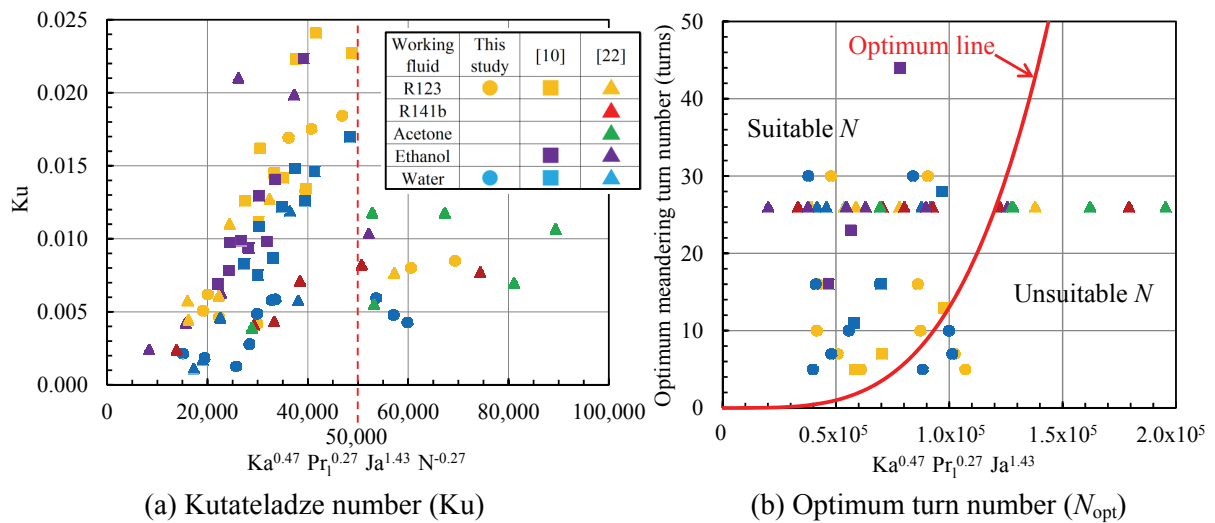 0.025
0.020
0.015
0.010
0.005
0.000
Ku
Working fluid This study [10] [22]
R123
R141b
Acetone
Ethanol
Water
0 20,000 40,000 60,000 80,000 100,000
50,000
Ka^0.47 Pr_l^0.27 Ja^1.43 N^-0.27
(a) Kutateladze number (Ku)
50
40
30
20
10
0
Optimum meandering turn number (turns)
Optimum line
Suitable N
Unsuitable N
0 0.5x10^5 1.0x10^5 1.5x10^5 2.0x10^5
Ka^0.47 Pr_l^0.27 Ja^1.43
(b) Optimum turn number (N_opt)